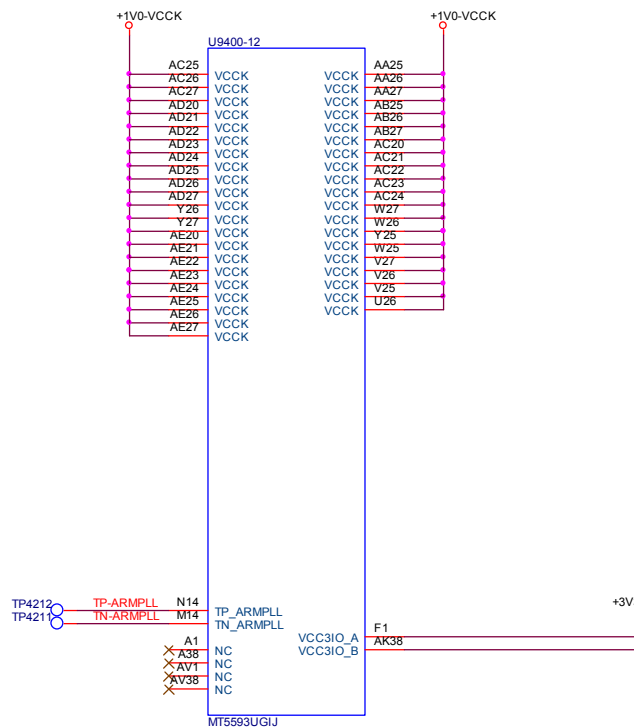 +1V0-VCCK +1V0-VCCK
U9400-12
AC25 VCCK VCCK AA25
AC26 VCCK VCCK AA26
AC27 VCCK VCCK AA27
AD20 VCCK VCCK AB25
AD21 VCCK VCCK AB26
AD22 VCCK VCCK AB27
AD23 VCCK VCCK AC20
AD24 VCCK VCCK AC21
AD25 VCCK VCCK AC22
AD26 VCCK VCCK AC23
AD27 VCCK VCCK AC24
Y26 VCCK VCCK W27
Y27 VCCK VCCK W26
AE20 VCCK VCCK Y25
AE21 VCCK VCCK W25
AE22 VCCK VCCK V27
AE23 VCCK VCCK V26
AE24 VCCK VCCK V25
AE25 VCCK VCCK U26
AE26 VCCK
AE27 VCCK
TP4212 TP-ARMPLL N14 TP_ARMPLL +3V
TP4211 TN-ARMPLL M14 TN_ARMPLL
VCC3IO_A F1
A1 NC VCC3IO_B AK38
A38 NC
AV1 NC
AV38 NC
MT5593UGIJ